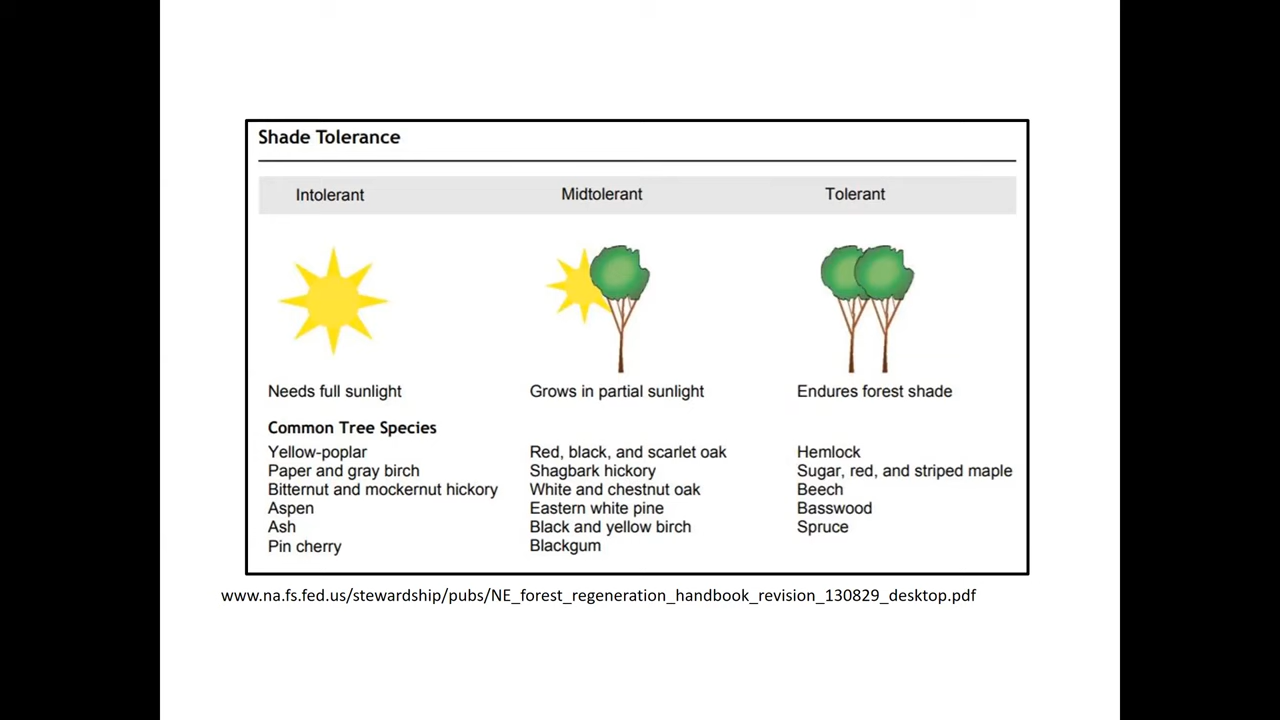 Shade Tolerance
Intolerant
Midtolerant
Tolerant
Needs full sunlight
Grows in partial sunlight
Endures forest shade
Common Tree Species
Yellow-poplar
Paper and gray birch
Bitternut and mockernut hickory
Aspen
Ash
Pin cherry
Red, black, and scarlet oak
Shagbark hickory
White and chestnut oak
Eastern white pine
Black and yellow birch
Blackgum
Hemlock
Sugar, red, and striped maple
Beech
Basswood
Spruce
www.na.fs.fed.us/stewardship/pubs/NE_forest_regeneration_handbook_revision_130829_desktop.pdf